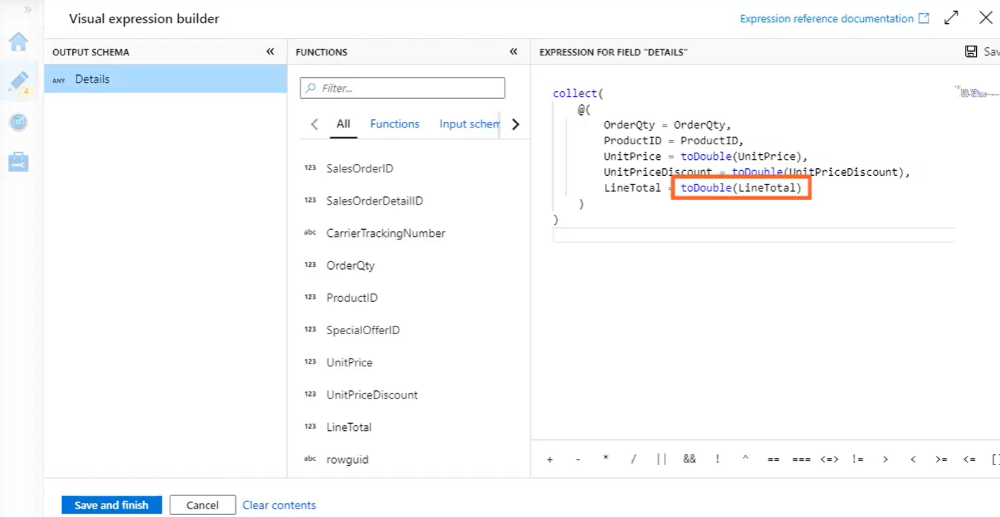 Visual expression builder
Expression reference documentation
OUTPUT SCHEMA
«
FUNCTIONS
«
EXPRESSION FOR FIELD "DETAILS"
ANY Details
4
Filter...
All Functions Input schem
123 SalesOrderID
123 SalesOrderDetailID
abc CarrierTrackingNumber
123 OrderQty
123 ProductID
123 SpecialOfferID
123 UnitPrice
123 UnitPriceDiscount
123 LineTotal
abc rowguid
collect(
@(
OrderQty = OrderQty,
ProductID = ProductID,
UnitPrice = toDouble(UnitPrice),
UnitPriceDiscount = toDouble(UnitPriceDiscount),
LineTotal = toDouble(LineTotal)
)
)
+ - * / || && ! ^ == === <=> != > < >= <= []
Save and finish Cancel Clear contents